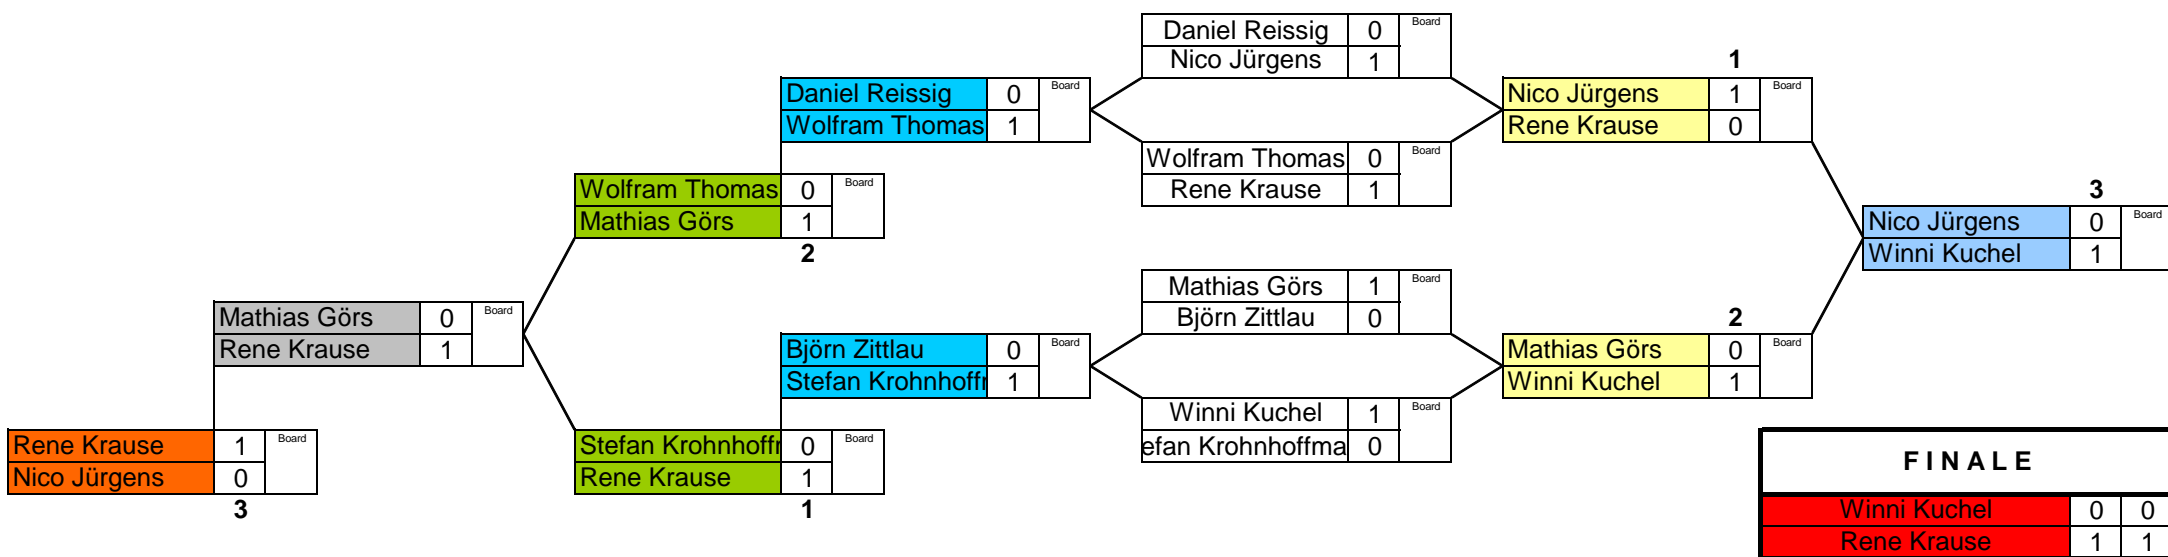 Daniel Reissig 0 Board
Nico Jürgens 1
1
Daniel Reissig 0 Board
Wolfram Thomas 1
Nico Jürgens 1 Board
Rene Krause 0
Wolfram Thomas 0 Board
Rene Krause 1
Wolfram Thomas 0 Board
Mathias Görs 1
2
3
Nico Jürgens 0 Board
Winni Kuchel 1
Mathias Görs 1 Board
Björn Zittlau 0
Mathias Görs 0 Board
Rene Krause 1
2
Björn Zittlau 0 Board
Stefan Krohnhoffr 1
Mathias Görs 0 Board
Winni Kuchel 1
Winni Kuchel 1 Board
efan Krohnhoffma 0
Rene Krause 1 Board
Nico Jürgens 0
3
Stefan Krohnhoffr 0 Board
Rene Krause 1
1
FINALE
Winni Kuchel 0 0
Rene Krause 1 1